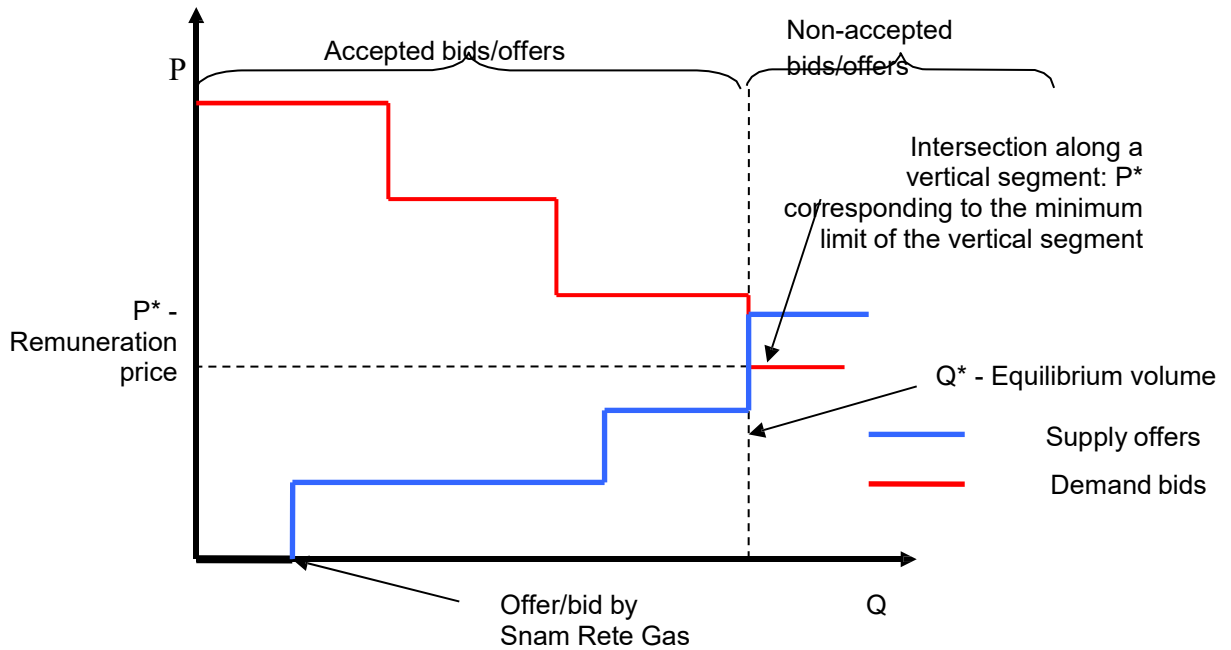 Accepted bids/offers
Non-accepted
bids/offers
P
Intersection along a
vertical segment: P*
corresponding to the minimum
limit of the vertical segment
P* -
Remuneration
price
Q* - Equilibrium volume
Supply offers
Demand bids
Offer/bid by
Snam Rete Gas
Q